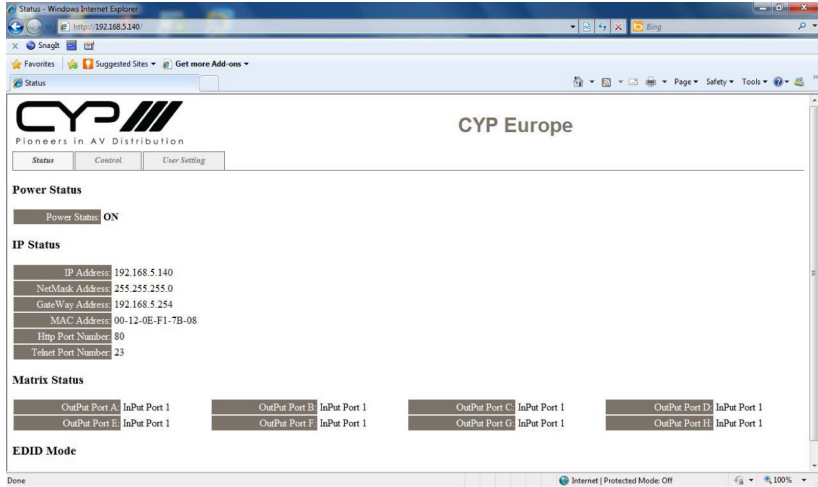 Status - Windows Internet Explorer
http://192.168.5.140/
Bing
x SnagIt
Favorites Suggested Sites Get more Add-ons
Status Page Safety Tools
CYP
CYP Europe
Pioneers in AV Distribution
Status Control User Setting
Power Status
Power Status: ON
IP Status
IP Address: 192.168.5.140
NetMask Address: 255.255.255.0
GateWay Address: 192.168.5.254
MAC Address: 00-12-0E-F1-7B-08
Http Port Number: 80
Telnet Port Number: 23
Matrix Status
OutPut Port A: InPut Port 1 OutPut Port B: InPut Port 1 OutPut Port C: InPut Port 1 OutPut Port D: InPut Port 1
OutPut Port E: InPut Port 1 OutPut Port F: InPut Port 1 OutPut Port G: InPut Port 1 OutPut Port H: InPut Port 1
EDID Mode
Done Internet | Protected Mode: Off 100%